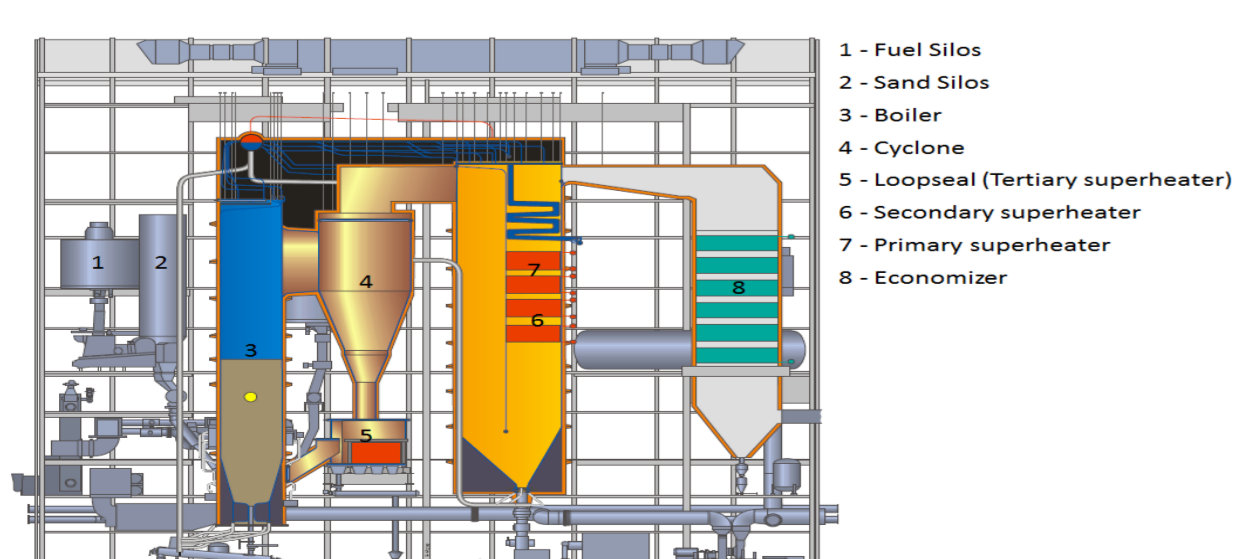 1 - Fuel Silos
2 - Sand Silos
3 - Boiler
4 - Cyclone
5 - Loopseal (Tertiary superheater)
6 - Secondary superheater
7 - Primary superheater
8 - Economizer
1
2
3
4
5
7
6
8